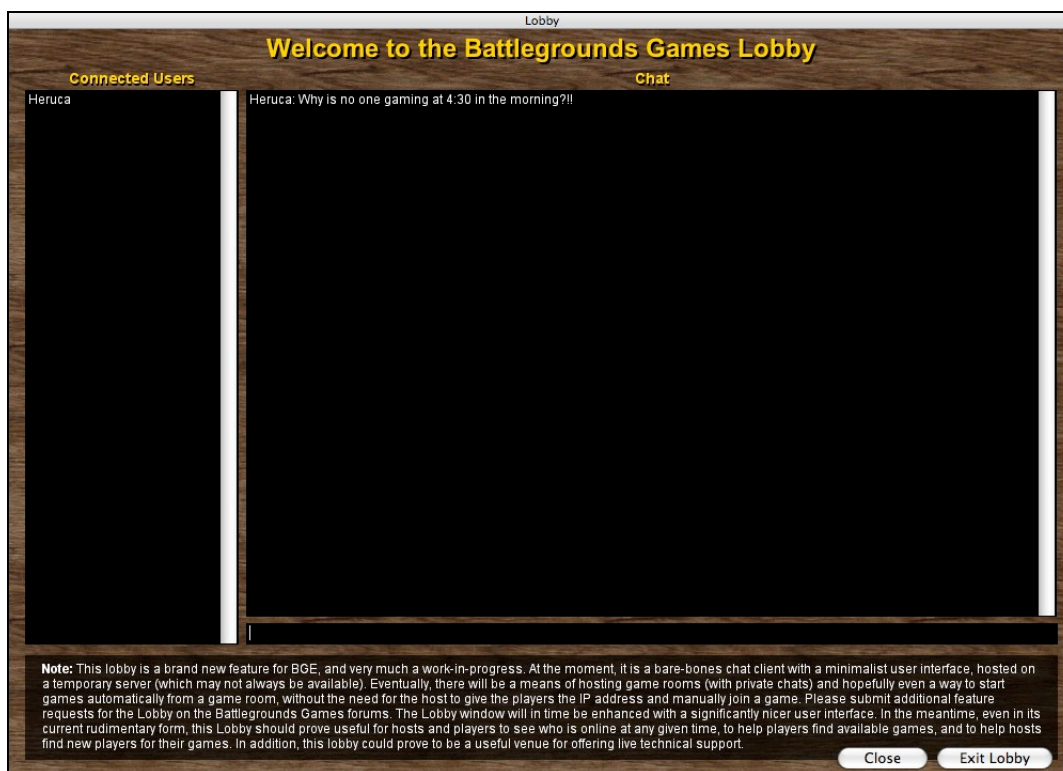 Lobby
Welcome to the Battlegrounds Games Lobby
Connected Users
Chat
Heruca
Heruca: Why is no one gaming at 4:30 in the morning?!!
Note: This lobby is a brand new feature for BGE, and very much a work-in-progress. At the moment, it is a bare-bones chat client with a minimalist user interface, hosted on
a temporary server (which may not always be available). Eventually, there will be a means of hosting game rooms (with private chats) and hopefully even a way to start
games automatically from a game room, without the need for the host to give the players the IP address and manually join a game. Please submit additional feature
requests for the Lobby on the Battlegrounds Games forums. The Lobby window will in time be enhanced with a significantly nicer user interface. In the meantime, even in its
current rudimentary form, this Lobby should prove useful for hosts and players to see who is online at any given time, to help players find available games, and to help hosts
find new players for their games. In addition, this lobby could prove to be a useful venue for offering live technical support.
Close
Exit Lobby